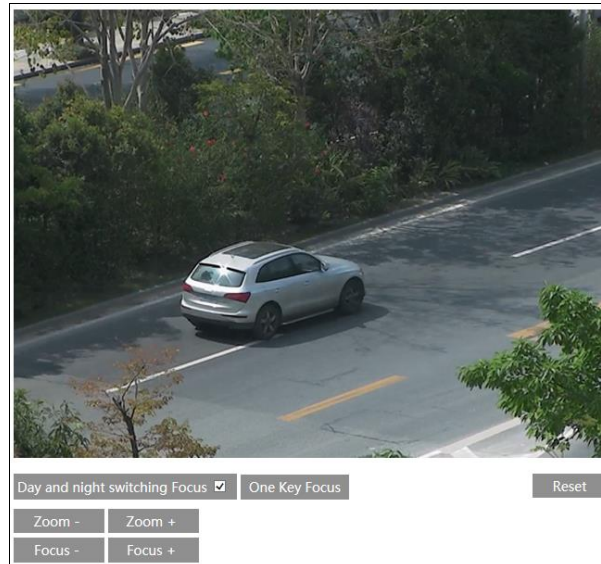 Day and night switching Focus One Key Focus Reset
Zoom - Zoom +
Focus - Focus +